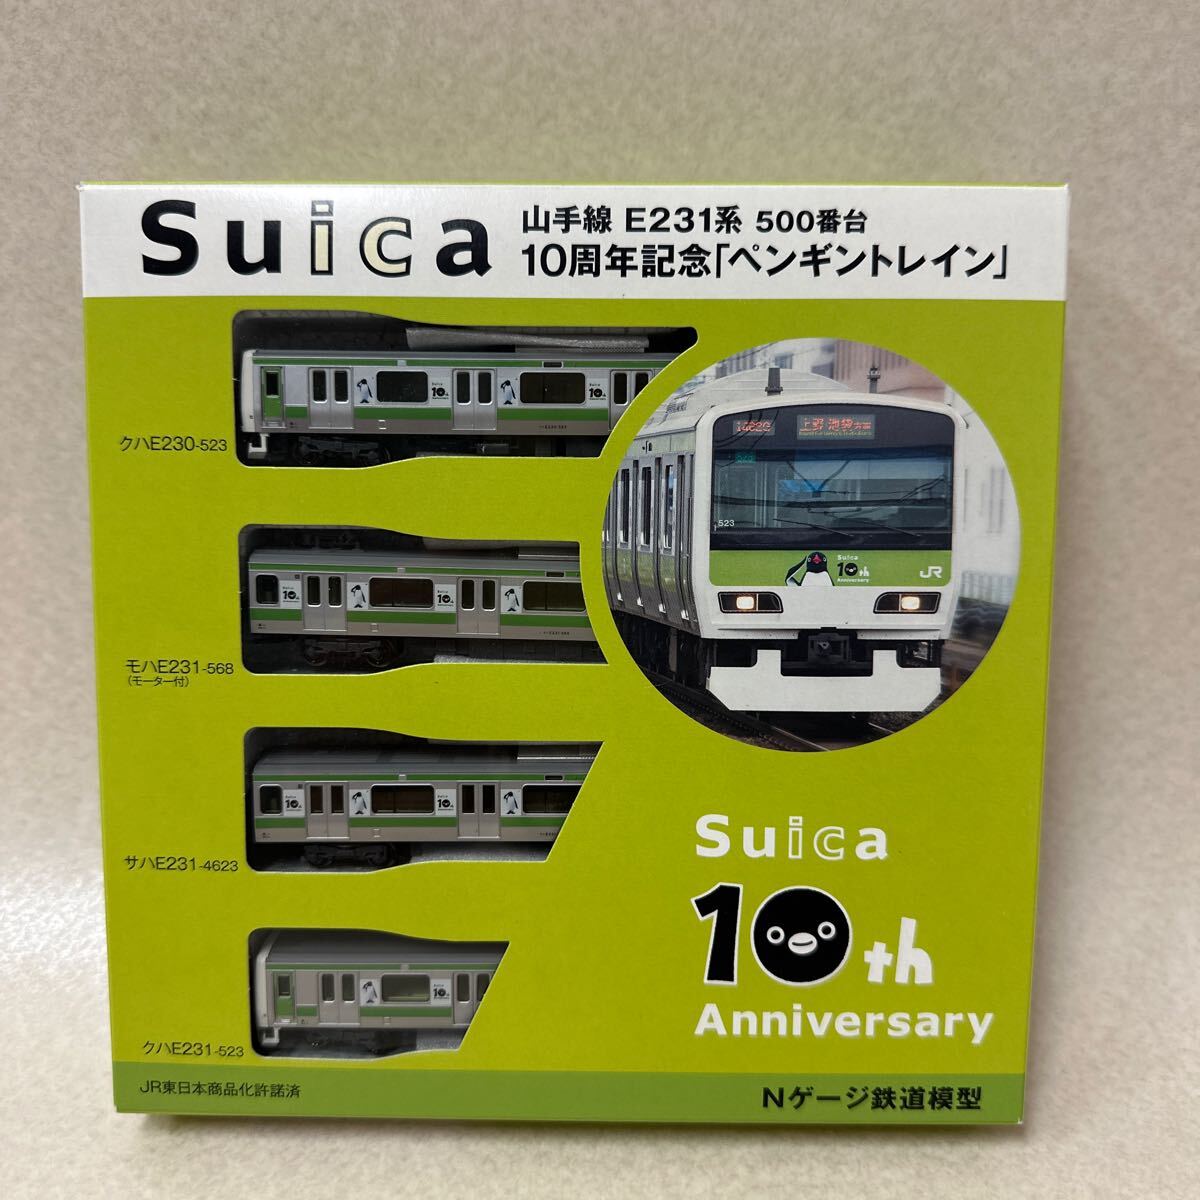 Suica
山手線 E231系 500番台
10周年記念「ペンギントレイン」
クハE230-523
モハE231-568
(モーター付)
サハE231-4623
クハE231-523
上野 池袋方面
523
Suica
10th
Anniversary
JR
Suica
10th
Anniversary
JR東日本商品化許諾済
Nゲージ鉄道模型